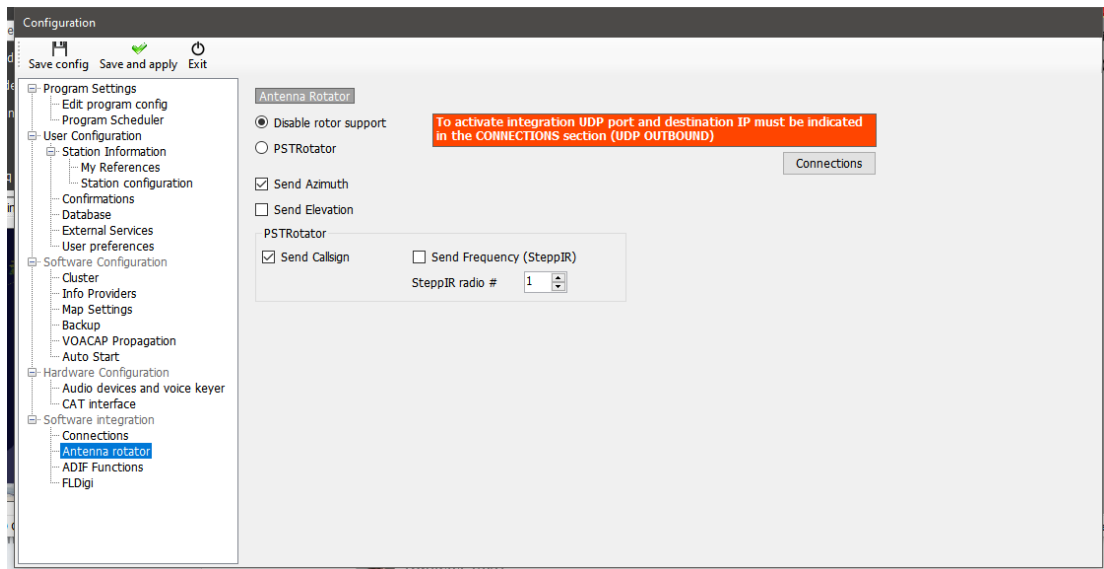 Configuration
Save config Save and apply Exit
Program Settings
Edit program config
Program Scheduler
User Configuration
Station Information
My References
Station configuration
Confirmations
Database
External Services
User preferences
Software Configuration
Cluster
Info Providers
Map Settings
Backup
VOACAP Propagation
Auto Start
Hardware Configuration
Audio devices and voice keyer
CAT interface
Software integration
Connections
Antenna rotator
ADIF Functions
FLDigi
Antenna Rotator
Disable rotor support
PSTRotator
To activate integration UDP port and destination IP must be indicated
in the CONNECTIONS section (UDP OUTBOUND)
Connections
Send Azimuth
Send Elevation
PSTRotator
Send Callsign
Send Frequency (SteppIR)
SteppIR radio # 1